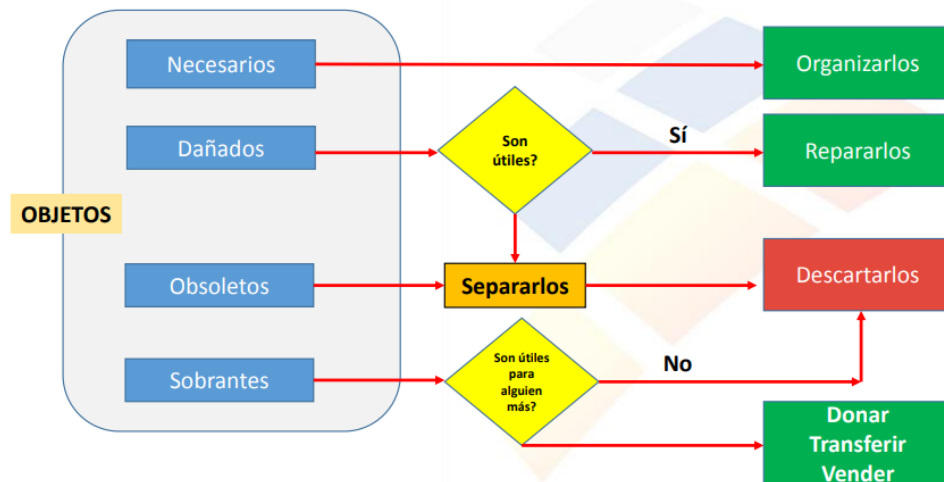 Necesarios
Organizarlos
Dañados
Son
útiles?
Sí
Repararlos
OBJETOS
Obsoletos
Separarlos
Descartarlos
Sobrantes
Son útiles
para
alguien
más?
No
Donar
Transferir
Vender